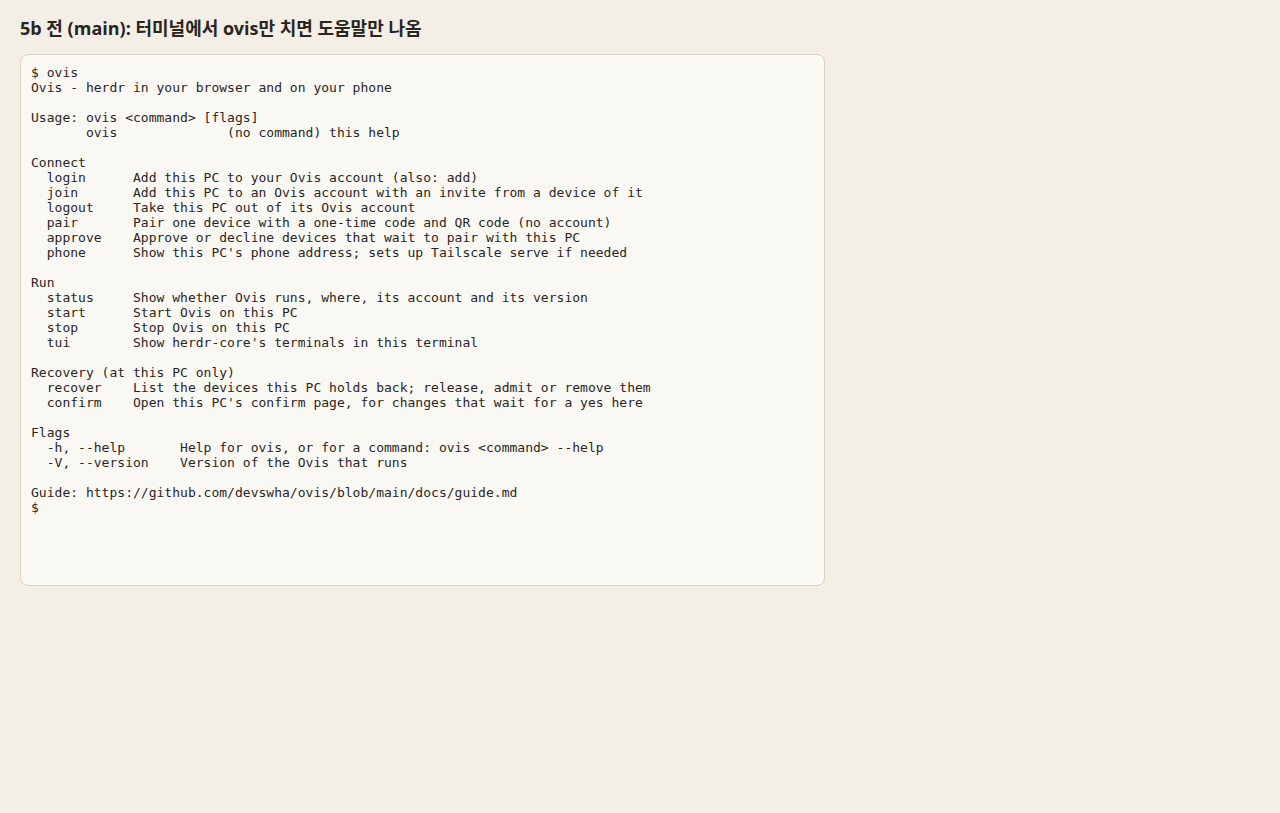 5b 전 (main): 터미널에서 ovis만 치면 도움말만 나옴
$ ovis
Ovis - herdr in your browser and on your phone
Usage: ovis <command> [flags]
ovis (no command) this help
Connect
login Add this PC to your Ovis account (also: add)
join Add this PC to an Ovis account with an invite from a device of it
logout Take this PC out of its Ovis account
pair Pair one device with a one-time code and QR code (no account)
approve Approve or decline devices that wait to pair with this PC
phone Show this PC's phone address; sets up Tailscale serve if needed
Run
status Show whether Ovis runs, where, its account and its version
start Start Ovis on this PC
stop Stop Ovis on this PC
tui Show herdr-core's terminals in this terminal
Recovery (at this PC only)
recover List the devices this PC holds back; release, admit or remove them
confirm Open this PC's confirm page, for changes that wait for a yes here
Flags
-h, --help Help for ovis, or for a command: ovis <command> --help
-V, --version Version of the Ovis that runs
Guide: https://github.com/devswha/ovis/blob/main/docs/guide.md
$